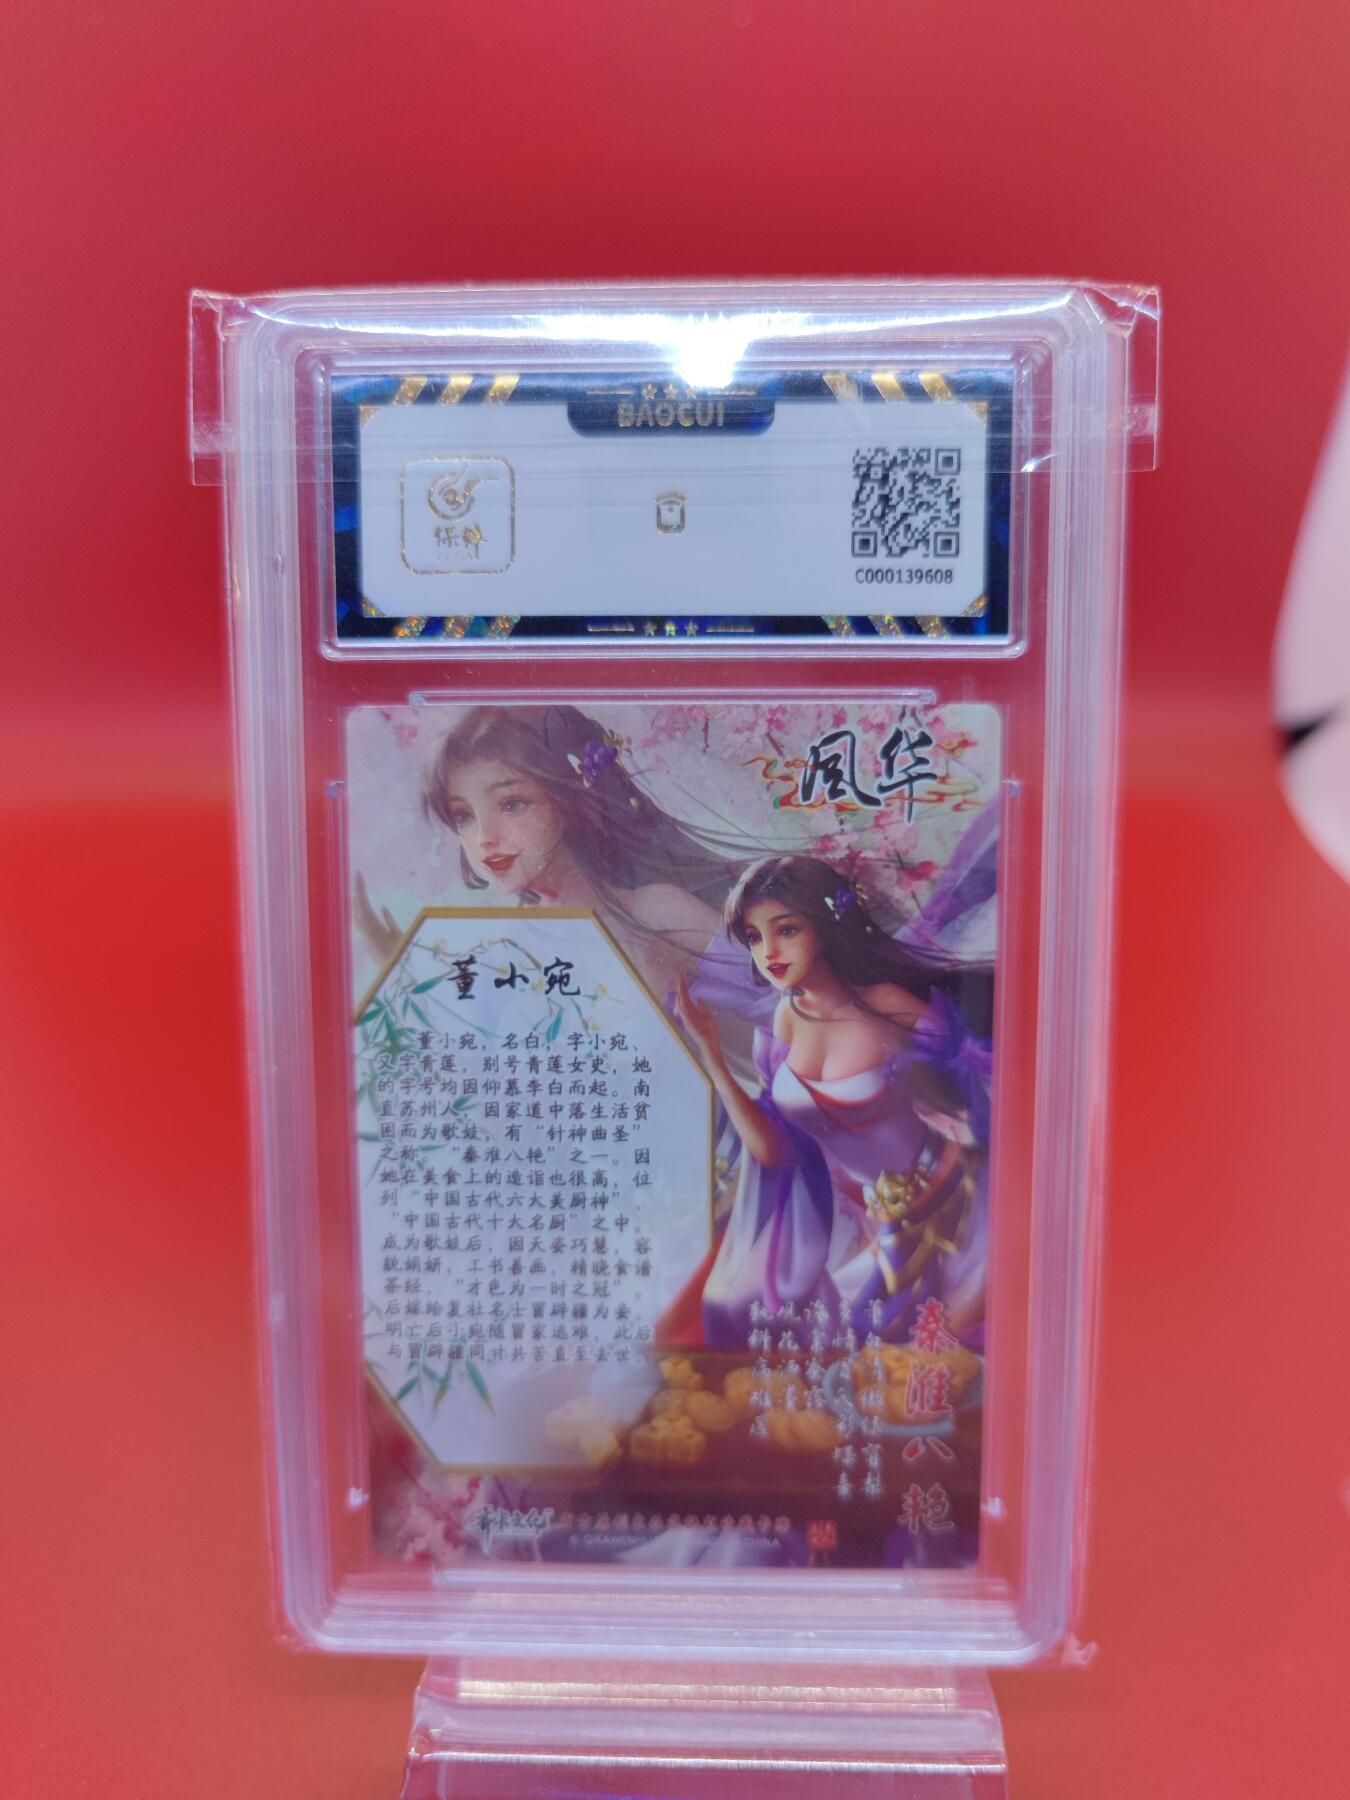 BAOCUI
保粹
C000139608
风华
董小宛
董小宛，名白，字小宛、
又字青莲，别号青莲女史，她
的字号均因仰慕李白而起。南
直苏州人，因家道中落生活贫
困而为歌妓，有“针神曲圣”
之称。“秦淮八艳”之一。因
她在美食上的造诣也很高，位
列“中国古代六大美厨神”、
“中国古代十大名厨”之中。
成为歌妓后，因天姿巧慧，容
貌娟妍，工书善画，精晓食谱
茶经，“才色为一时之冠”。
后嫁给复社名士冒辟疆为妾。
明亡后小宛随冒家逃难，此后
与冒辟疆同甘共苦直至去世。
秦淮八艳
CHINA